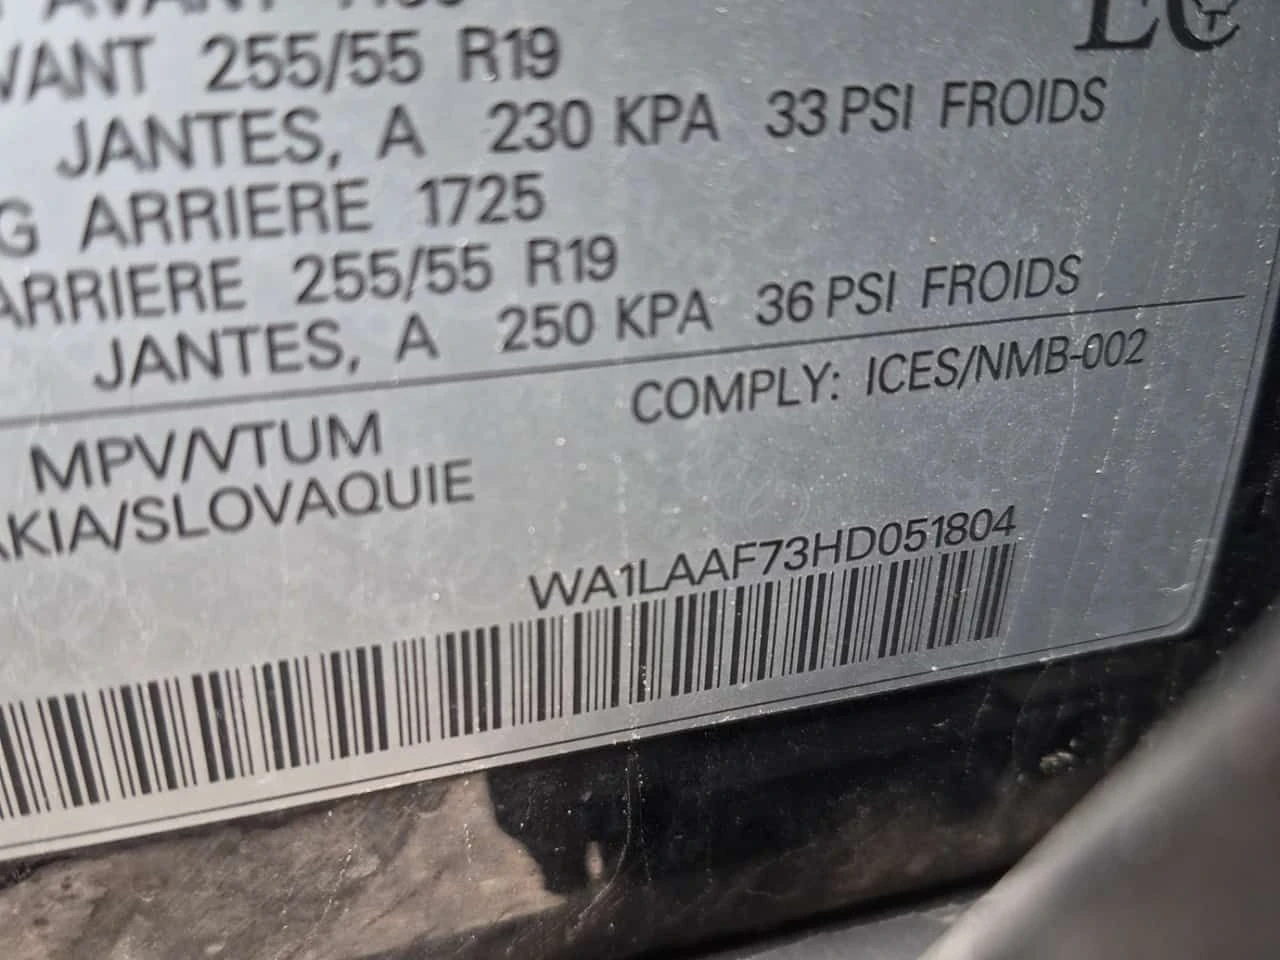 AVANT
VANT 255/55 R19
JANTES, A 230 KPA 33 PSI FROIDS
G ARRIERE 1725
ARRIERE 255/55 R19
JANTES, A 250 KPA 36 PSI FROIDS
MPV/VTUM
COMPLY: ICES/NMB-002
AKIA/SLOVAQUIE
WA1LAAF73HD051804